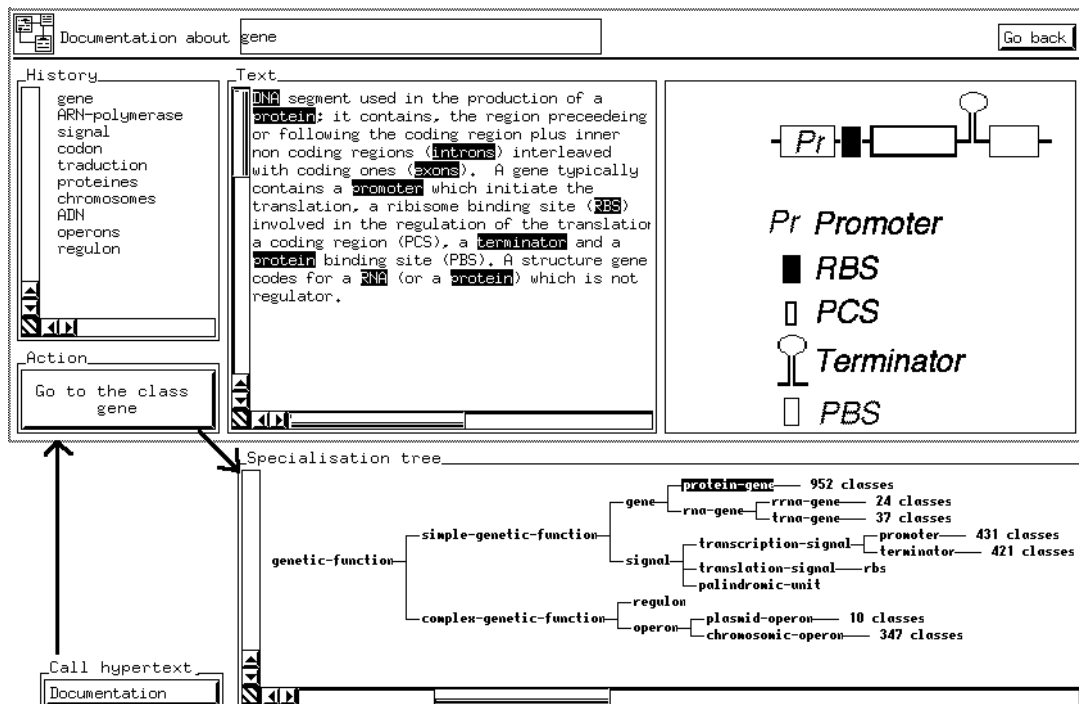 Documentation about gene
Go back
History
gene
ARN-polymerase
signal
codon
traduction
proteines
chromosomes
ADN
operons
regulon
Action
Go to the class
gene
Text
DNA segment used in the production of a
protein; it contains, the region preceedeing
or following the coding region plus inner
non coding regions (introns) interleaved
with coding ones (exons). A gene typically
contains a promoter which initiate the
translation, a ribisome binding site (RBS)
involved in the regulation of the translation
a coding region (PCS), a terminator and a
protein binding site (PBS). A structure gene
codes for a RNA (or a protein) which is not
regulator.
Pr
Pr Promoter
RBS
PCS
Terminator
PBS
Specialisation tree
protein-gene 952 classes
gene
rrna-gene 24 classes
rna-gene
trna-gene 37 classes
simple-genetic-function
promoter 431 classes
transcription-signal
terminator 421 classes
genetic-function
signal
translation-signal rbs
palindromic-unit
regulon
complex-genetic-function
plasmid-operon 10 classes
operon
chromosomic-operon 347 classes
Call hypertext
Documentation